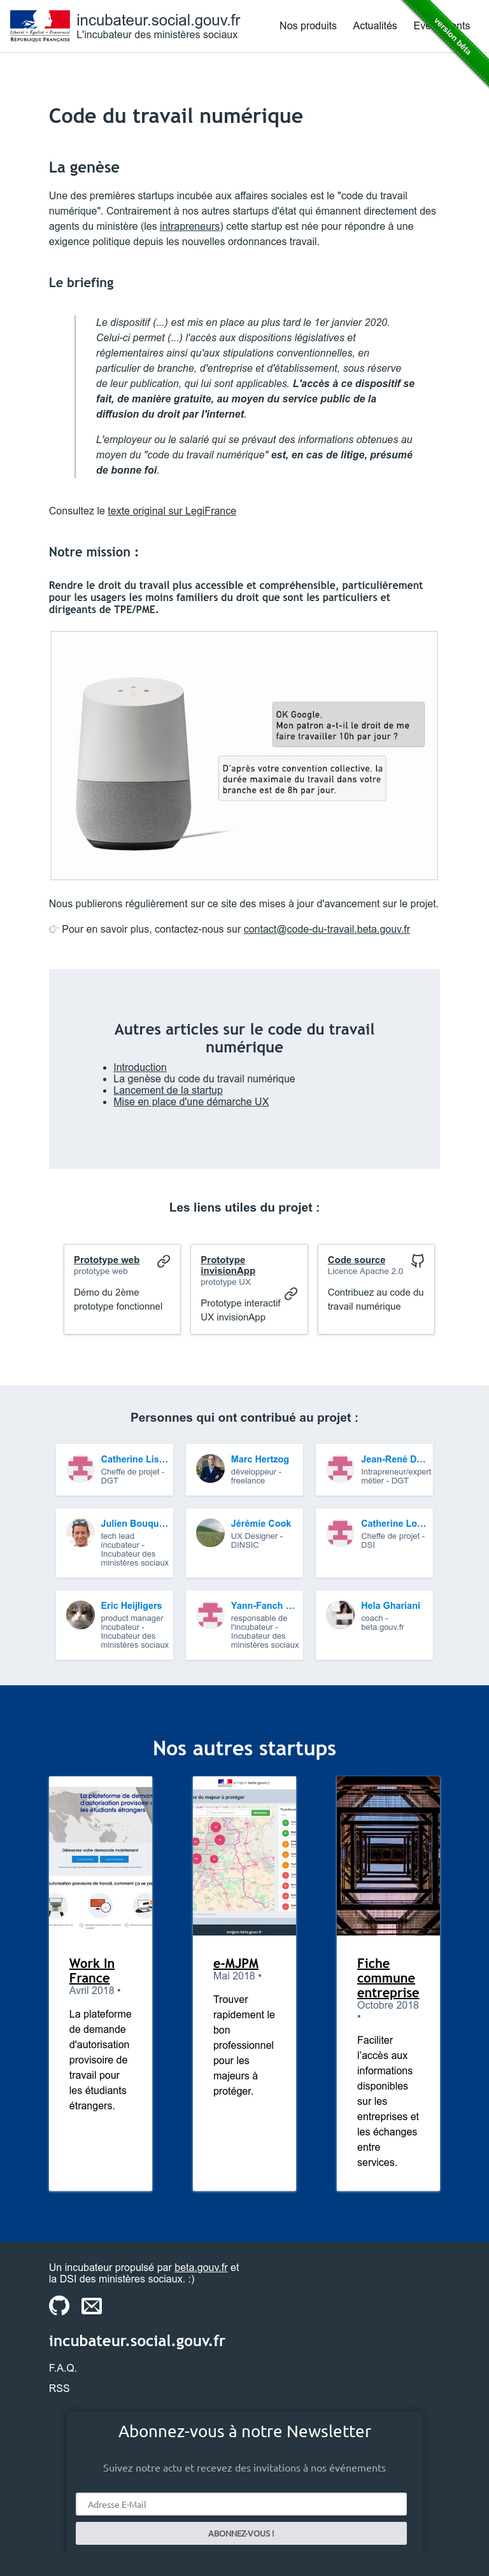 incubateur.social.gouv.fr
L'incubateur des ministères sociaux
Liberté • Égalité • Fraternité
RÉPUBLIQUE FRANÇAISE
Nos produits
Actualités
version bêta
Code du travail numérique
La genèse
Une des premières startups incubée aux affaires sociales est le "code du travail
numérique". Contrairement à nos autres startups d'état qui émannent directement des
agents du ministère (les intrapreneurs) cette startup est née pour répondre à une
exigence politique depuis les nouvelles ordonnances travail.
Le briefing
Le dispositif (...) est mis en place au plus tard le 1er janvier 2020.
Celui-ci permet (...) l'accès aux dispositions législatives et
réglementaires ainsi qu'aux stipulations conventionnelles, en
particulier de branche, d'entreprise et d'établissement, sous réserve
de leur publication, qui lui sont applicables. L'accès à ce dispositif se
fait, de manière gratuite, au moyen du service public de la
diffusion du droit par l'internet.
L'employeur ou le salarié qui se prévaut des informations obtenues au
moyen du "code du travail numérique" est, en cas de litige, présumé
de bonne foi.
Consultez le texte original sur LegiFrance
Notre mission :
Rendre le droit du travail plus accessible et compréhensible, particulièrement
pour les usagers les moins familiers du droit que sont les particuliers et
dirigeants de TPE/PME.
OK Google,
Mon patron a-t-il le droit de me
faire travailler 10h par jour ?
D'après votre convention collective, la
durée maximale du travail dans votre
branche est de 8h par jour.
Nous publierons régulièrement sur ce site des mises à jour d'avancement sur le projet.
👉 Pour en savoir plus, contactez-nous sur contact@code-du-travail.beta.gouv.fr
Autres articles sur le code du travail
numérique
• Introduction
• La genèse du code du travail numérique
• Lancement de la startup
• Mise en place d'une démarche UX
Les liens utiles du projet :
Prototype web
prototype web
Démo du 2ème
prototype fonctionnel
Prototype
invisionApp
prototype UX
Prototype interactif
UX invisionApp
Code source
Licence Apache 2.0
Contribuez au code du
travail numérique
Personnes qui ont contribué au projet :
Catherine Lis…
Cheffe de projet -
DGT
Marc Hertzog
développeur -
freelance
Jean-René D…
Intrapreneur/expert
métier - DGT
Julien Bouqu…
tech lead
incubateur -
Incubateur des
ministères sociaux
Jérémie Cook
UX Designer -
DINSIC
Catherine Lo…
Cheffe de projet -
DSI
Eric Heijligers
product manager
incubateur -
Incubateur des
ministères sociaux
Yann-Fanch …
responsable de
l'incubateur -
Incubateur des
ministères sociaux
Hela Ghariani
coach -
beta.gouv.fr
Nos autres startups
La plateforme de deman
d'autorisation provisoire d
les étudiants étrangers
Démarrez votre demande maintenant
Work In
France
Avril 2018 •
La plateforme
de demande
d'autorisation
provisoire de
travail pour
les étudiants
étrangers.
e-MJPM
Mai 2018 •
Trouver
rapidement le
bon
professionnel
pour les
majeurs à
protéger.
Fiche
commune
entreprise
Octobre 2018
•
Faciliter
l'accès aux
informations
disponibles
sur les
entreprises et
les échanges
entre
services.
Un incubateur propulsé par beta.gouv.fr et
la DSI des ministères sociaux. :)
incubateur.social.gouv.fr
F.A.Q.
RSS
Abonnez-vous à notre Newsletter
Suivez notre actu et recevez des invitations à nos événements
Adresse E-Mail
ABONNEZ-VOUS !